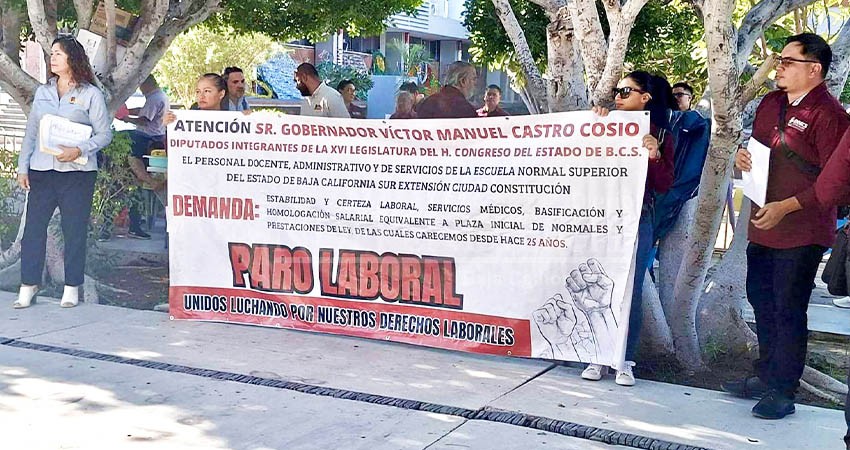 ATENCIÓN SR. GOBERNADOR VÍCTOR MANUEL CASTRO COSIO
DIPUTADOS INTEGRANTES DE LA XVI LEGISLATURA DEL H. CONGRESO DEL ESTADO DE B.C.S.
EL PERSONAL DOCENTE, ADMINISTRATIVO Y DE SERVICIOS DE LA ESCUELA NORMAL SUPERIOR
DEL ESTADO DE BAJA CALIFORNIA SUR EXTENSIÓN CIUDAD CONSTITUCIÓN
DEMANDA:
ESTABILIDAD Y CERTEZA LABORAL, SERVICIOS MÉDICOS, BASIFICACIÓN Y
HOMOLOGACIÓN SALARIAL EQUIVALENTE A PLAZA INICIAL DE NORMALES Y
PRESTACIONES DE LEY, DE LAS CUALES CARECEMOS DESDE HACE 25 AÑOS.
PARO LABORAL
UNIDOS LUCHANDO POR NUESTROS DERECHOS LABORALES